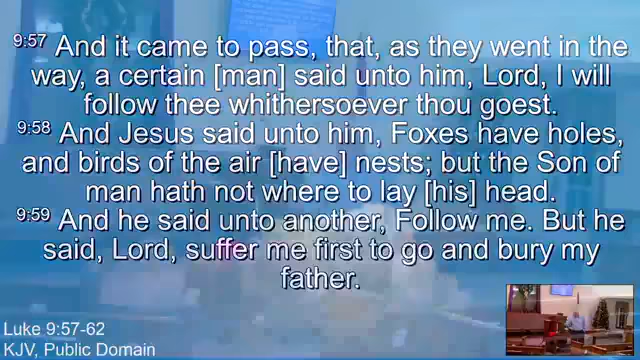 9:57 And it came to pass, that, as they went in the
way, a certain [man] said unto him, Lord, I will
follow thee whithersoever thou goest.
9:58 And Jesus said unto him, Foxes have holes,
and birds of the air [have] nests; but the Son of
man hath not where to lay [his] head.
9:59 And he said unto another, Follow me. But he
said, Lord, suffer me first to go and bury my
father.
Luke 9:57-62
KJV, Public Domain